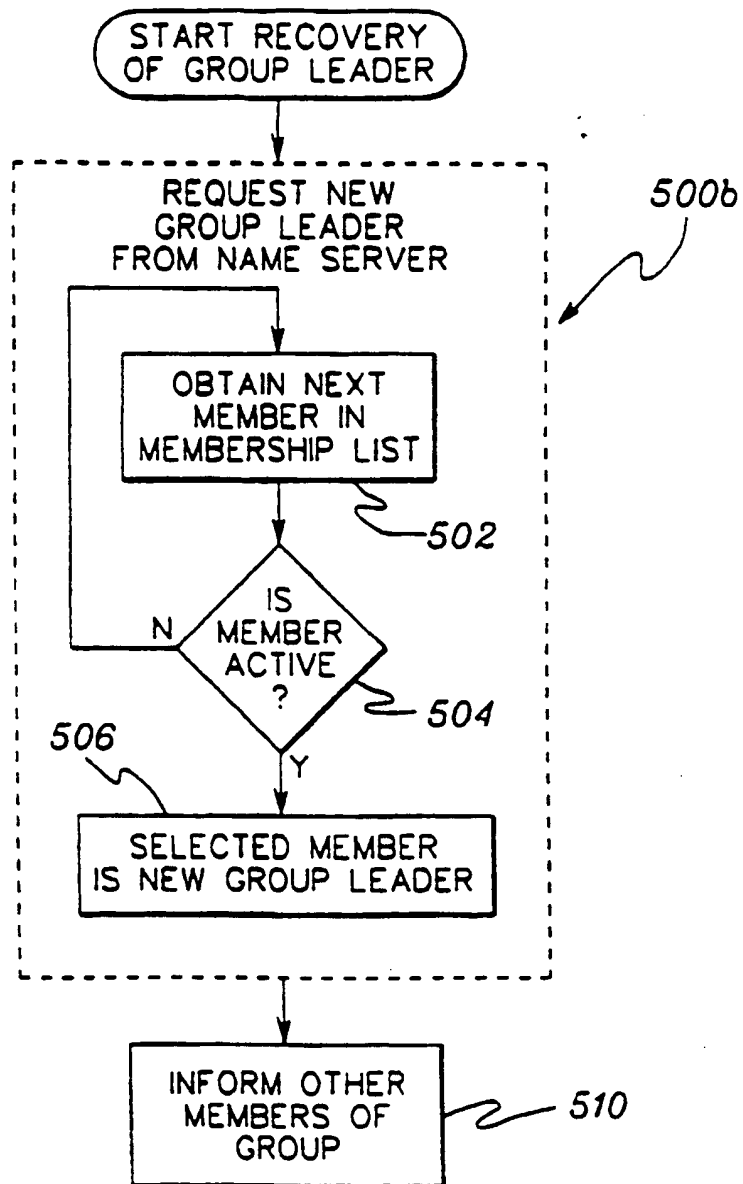 START RECOVERY
OF GROUP LEADER
REQUEST NEW
GROUP LEADER
FROM NAME SERVER
500b
OBTAIN NEXT
MEMBER IN
MEMBERSHIP LIST
502
IS
MEMBER
ACTIVE
?
N
504
Y
506
SELECTED MEMBER
IS NEW GROUP LEADER
INFORM OTHER
MEMBERS OF
GROUP
510